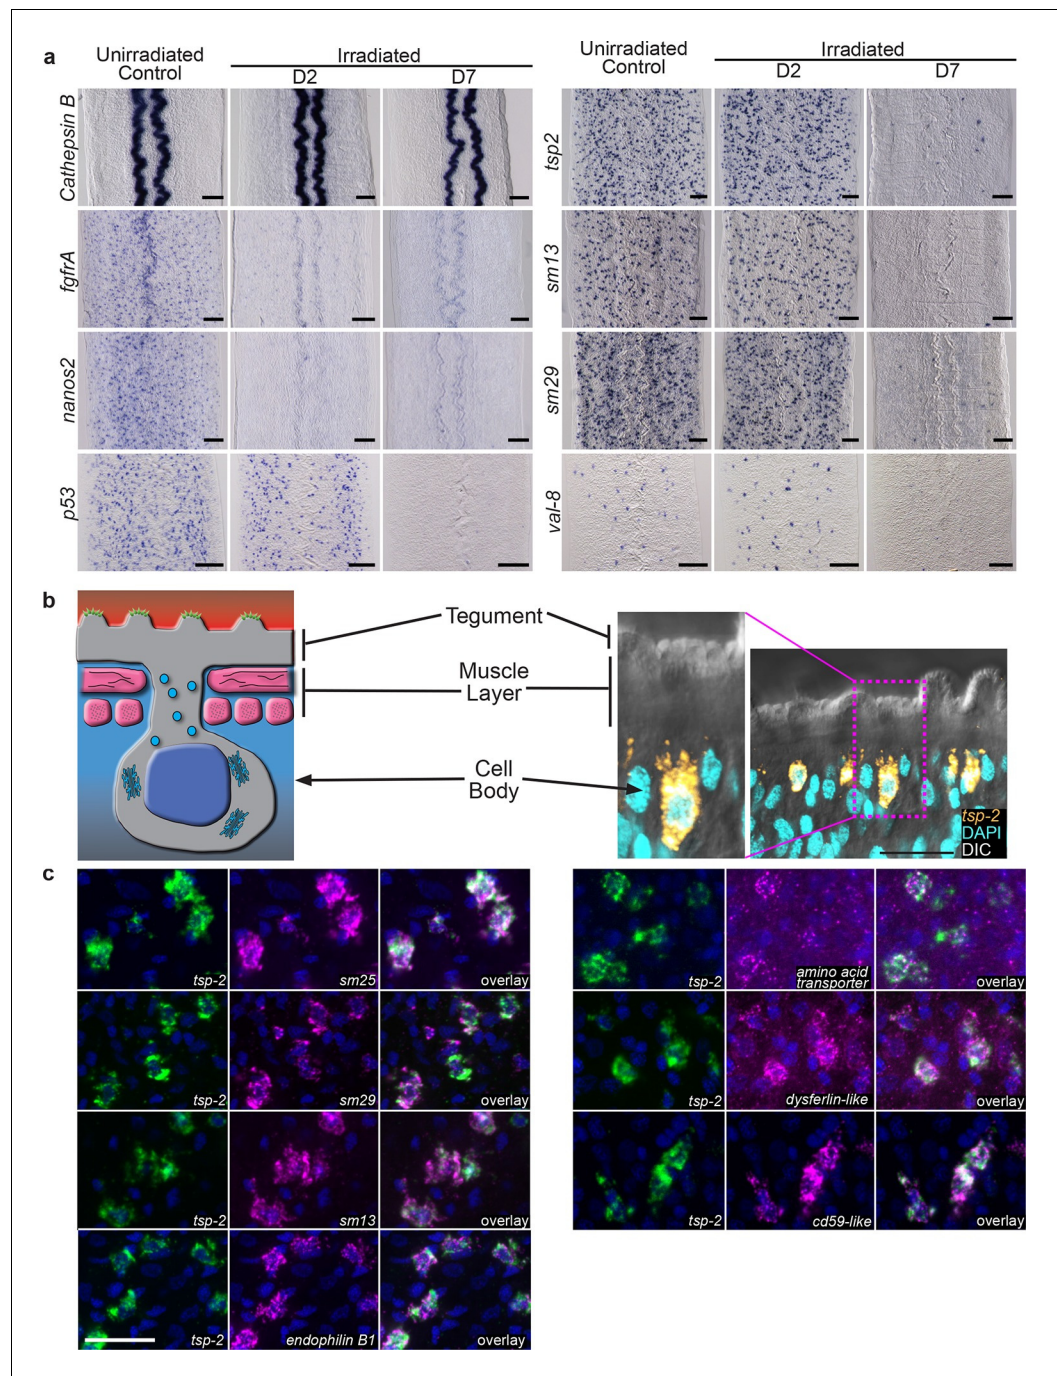 a
Unirradiated
Control
Irradiated
D2
D7
Cathepsin B
fgfrA
nanos2
p53
Unirradiated
Control
Irradiated
D2
D7
tsp2
sm13
sm29
val-8
b
Tegument
Muscle
Layer
Cell
Body
tsp-2
DAPI
DIC
c
tsp-2 sm25 overlay
tsp-2 sm29 overlay
tsp-2 sm13 overlay
tsp-2 endophilin B1 overlay
tsp-2 amino acid
transporter overlay
tsp-2 dysferlin-like overlay
tsp-2 cd59-like overlay